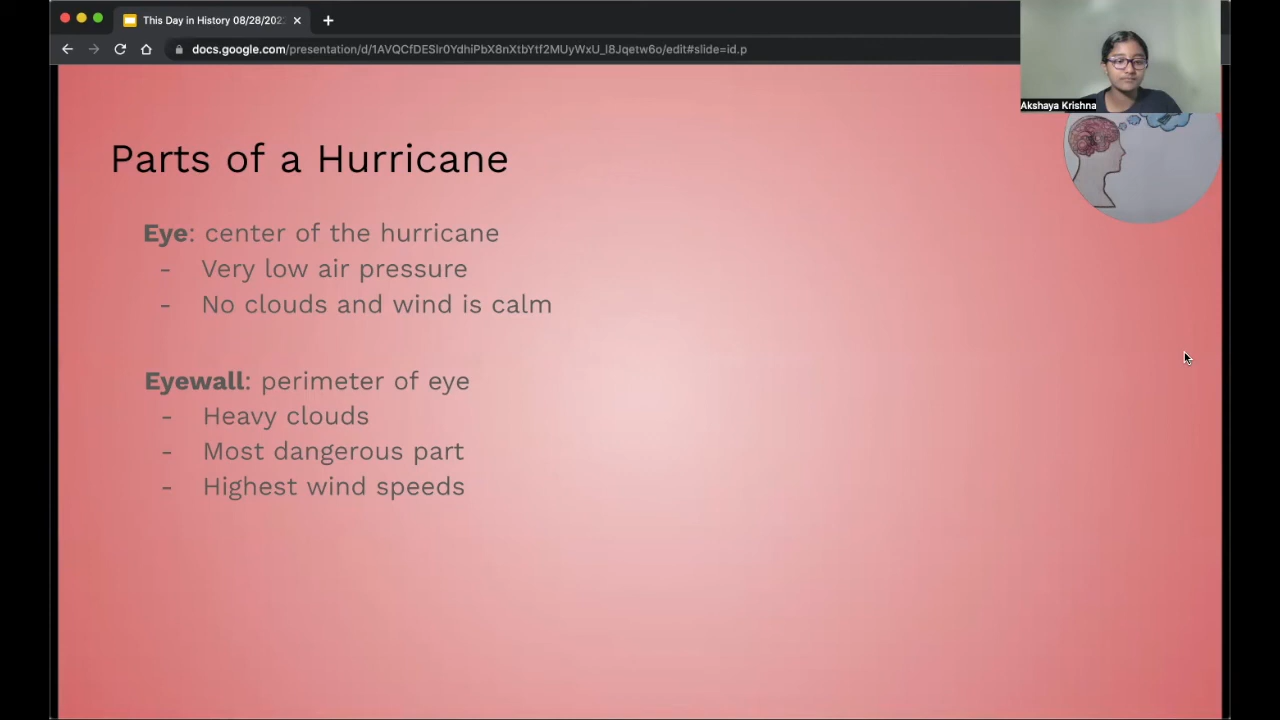 This Day in History 08/28/202
docs.google.com/presentation/d/1AVQCfDESIr0YdhiPbX8nXtbYtf2MUyWxU_l8Jqetw6o/edit#slide=id.p
Akshaya Krishna
Parts of a Hurricane
Eye: center of the hurricane
- Very low air pressure
- No clouds and wind is calm
Eyewall: perimeter of eye
- Heavy clouds
- Most dangerous part
- Highest wind speeds